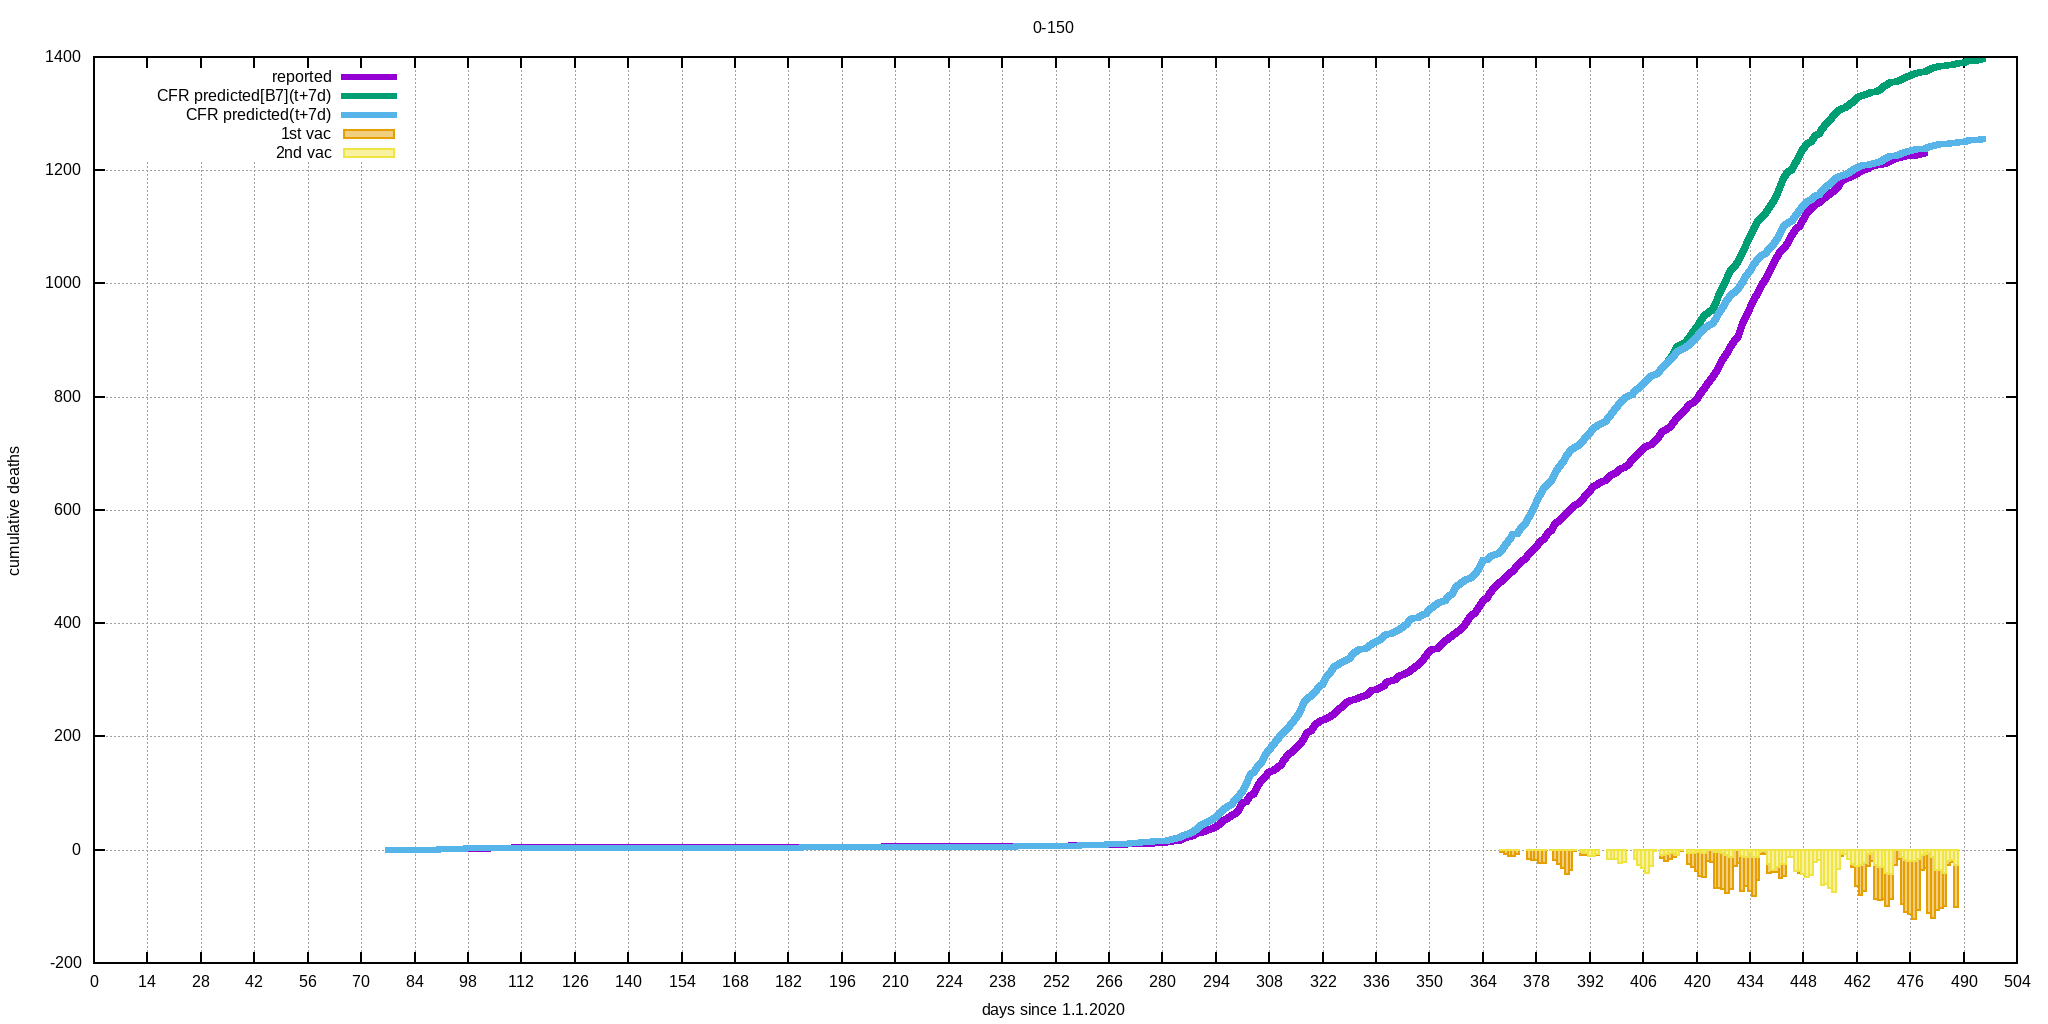 0-150
1400
1200
1000
800
600
400
200
0
-200
cumulative deaths
reported
CFR predicted[B7](t+7d)
CFR predicted(t+7d)
1st vac
2nd vac
0 14 28 42 56 70 84 98 112 126 140 154 168 182 196 210 224 238 252 266 280 294 308 322 336 350 364 378 392 406 420 434 448 462 476 490 504
days since 1.1.2020